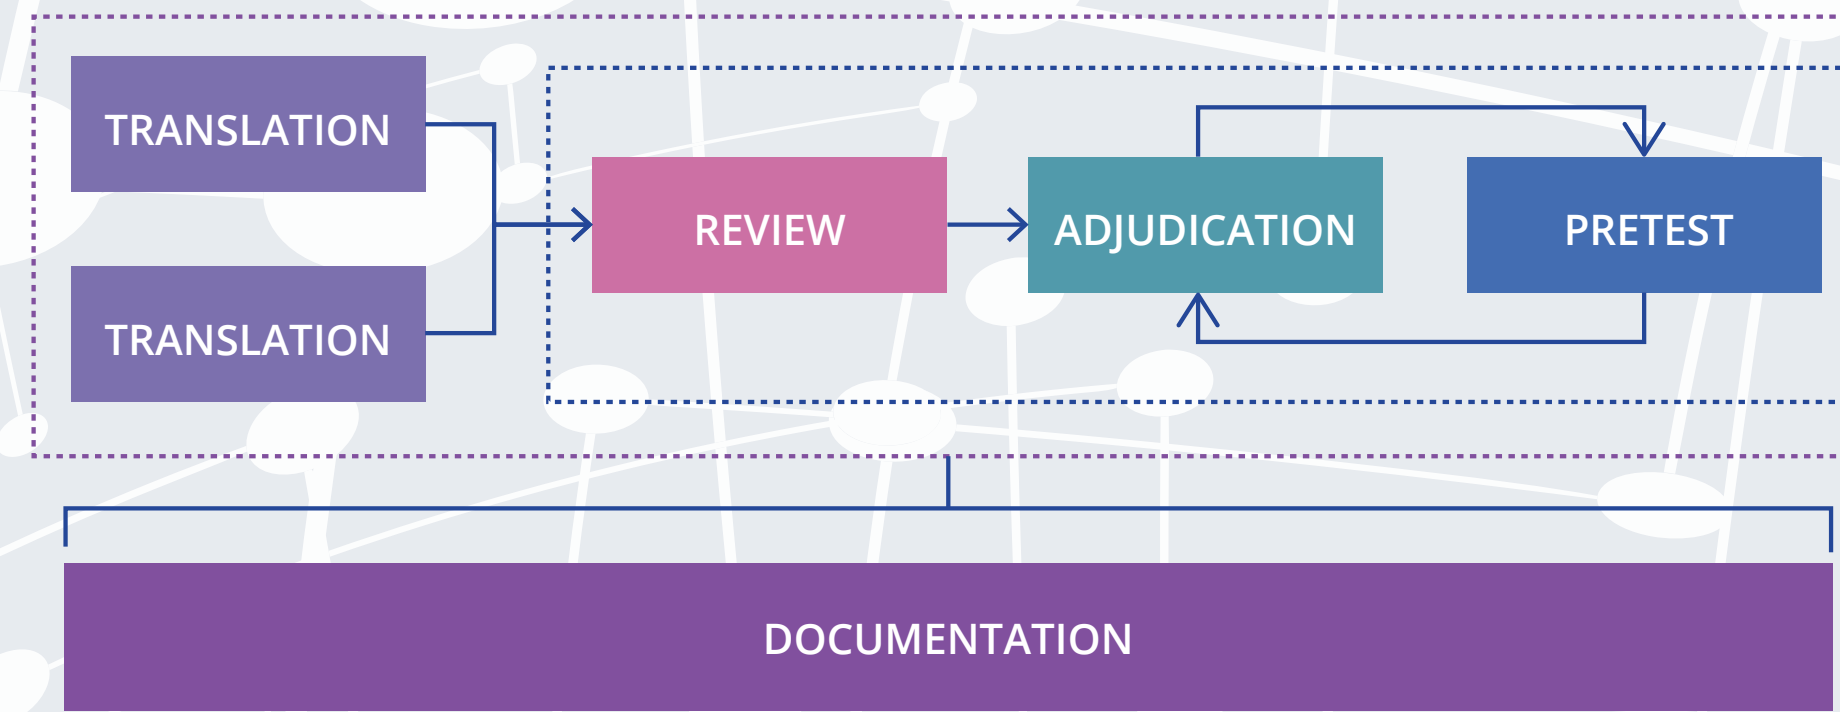 TRANSLATION
TRANSLATION
REVIEW
ADJUDICATION
PRETEST
DOCUMENTATION